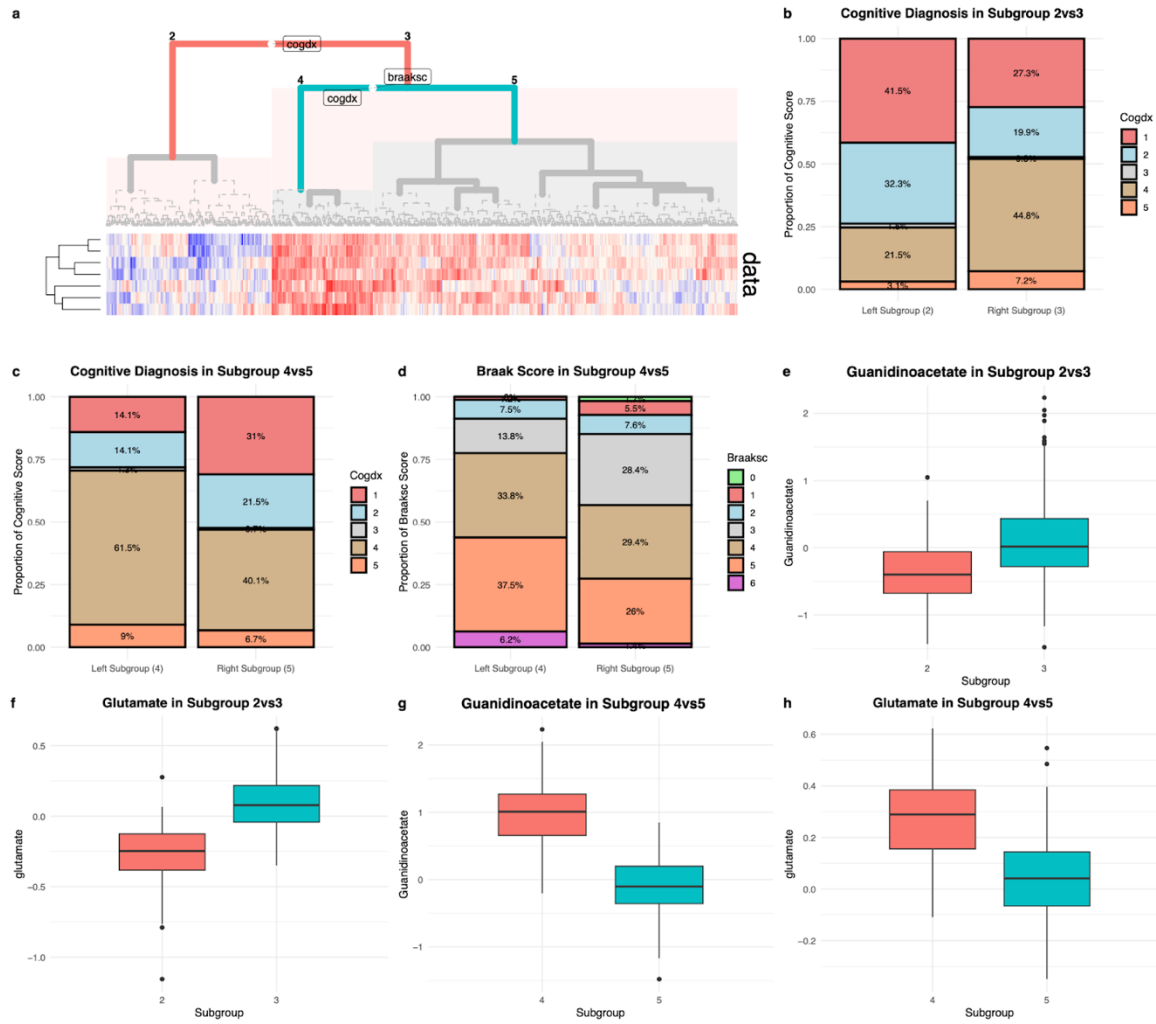 a
2
3
cogdx
4
braaksc
5
cogdx
data
b
Cognitive Diagnosis in Subgroup 2vs3
Proportion of Cognitive Score
1.00
0.75
0.50
0.25
0.00
41.5%
32.3%
21.5%
3.1%
27.3%
19.9%
44.8%
7.2%
Left Subgroup (2)
Right Subgroup (3)
Cogdx
1
2
3
4
5
c
Cognitive Diagnosis in Subgroup 4vs5
Proportion of Cognitive Score
1.00
0.75
0.50
0.25
0.00
14.1%
14.1%
61.5%
9%
31%
21.5%
40.1%
6.7%
Left Subgroup (4)
Right Subgroup (5)
Cogdx
1
2
3
4
5
d
Braak Score in Subgroup 4vs5
Proportion of Braaksc Score
1.00
0.75
0.50
0.25
0.00
7.5%
13.8%
33.8%
37.5%
6.2%
5.5%
7.6%
28.4%
29.4%
26%
Left Subgroup (4)
Right Subgroup (5)
Braaksc
0
1
2
3
4
5
6
e
Guanidinoacetate in Subgroup 2vs3
Guanidinoacetate
2
1
0
−1
2
3
Subgroup
f
Glutamate in Subgroup 2vs3
glutamate
0.5
0.0
−0.5
−1.0
2
3
Subgroup
g
Guanidinoacetate in Subgroup 4vs5
Guanidinoacetate
2
1
0
−1
4
5
Subgroup
h
Glutamate in Subgroup 4vs5
glutamate
0.6
0.4
0.2
0.0
−0.2
4
5
Subgroup